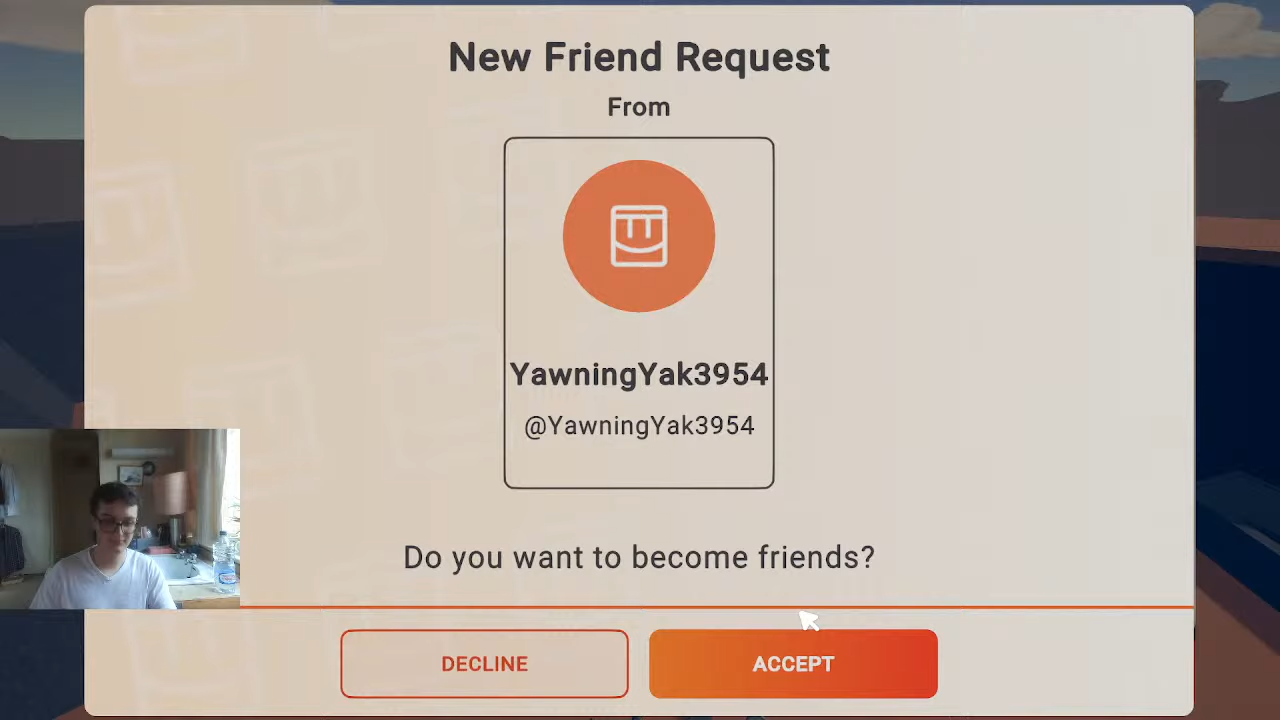 New Friend Request
From
YawningYak3954
@YawningYak3954
Do you want to become friends?
DECLINE
ACCEPT